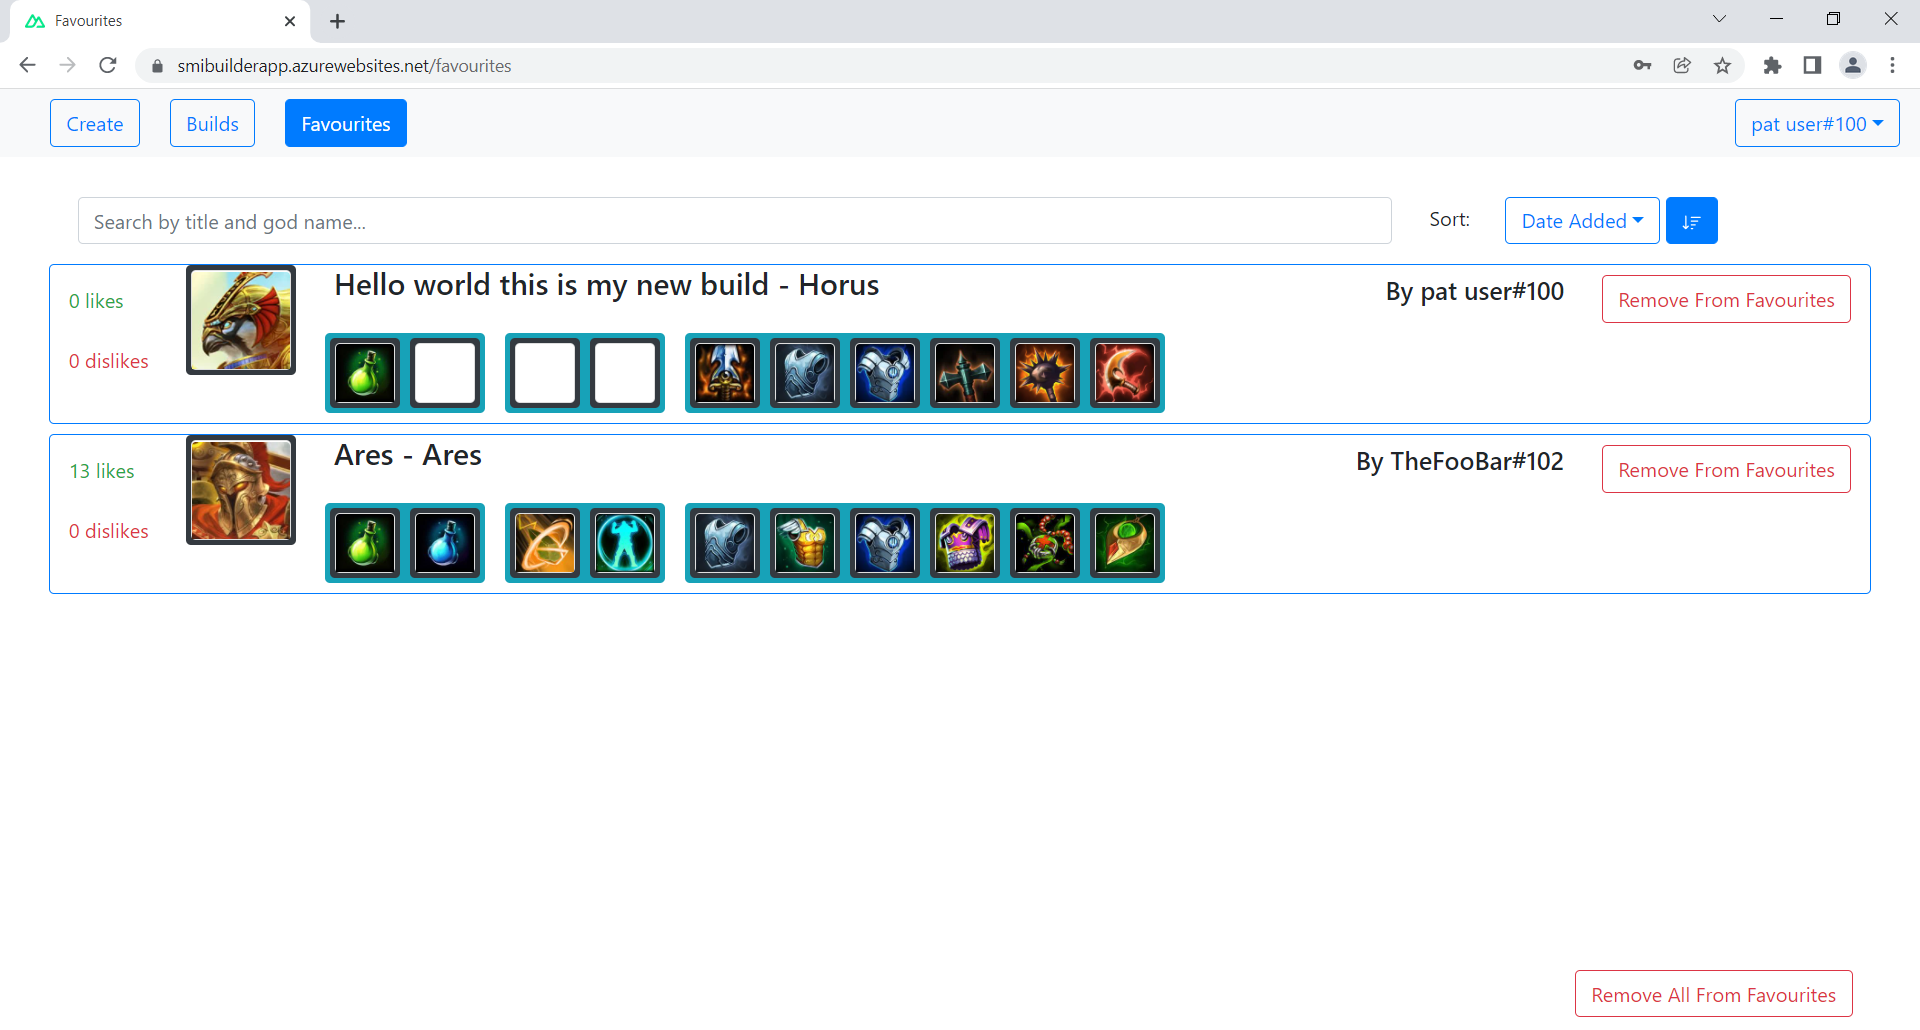 Favourites
smibuilderapp.azurewebsites.net/favourites
Create Builds Favourites pat user#100
Search by title and god name... Sort: Date Added
0 likes Hello world this is my new build - Horus By pat user#100 Remove From Favourites
0 dislikes
13 likes Ares - Ares By TheFooBar#102 Remove From Favourites
0 dislikes
Remove All From Favourites